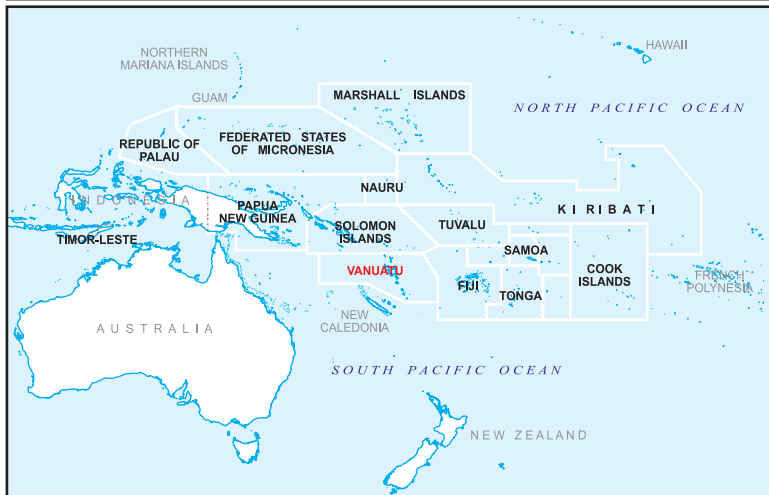 NORTHERN
MARIANA ISLANDS
HAWAII
GUAM
MARSHALL ISLANDS
NORTH PACIFIC OCEAN
FEDERATED STATES
OF MICRONESIA
REPUBLIC OF
PALAU
NAURU
INDONESIA
PAPUA
NEW GUINEA
KIRIBATI
SOLOMON
ISLANDS
TUVALU
TIMOR-LESTE
SAMOA
VANUATU
COOK
ISLANDS
FIJI
TONGA
FRENCH
POLYNESIA
NEW
CALEDONIA
AUSTRALIA
SOUTH PACIFIC OCEAN
NEW ZEALAND